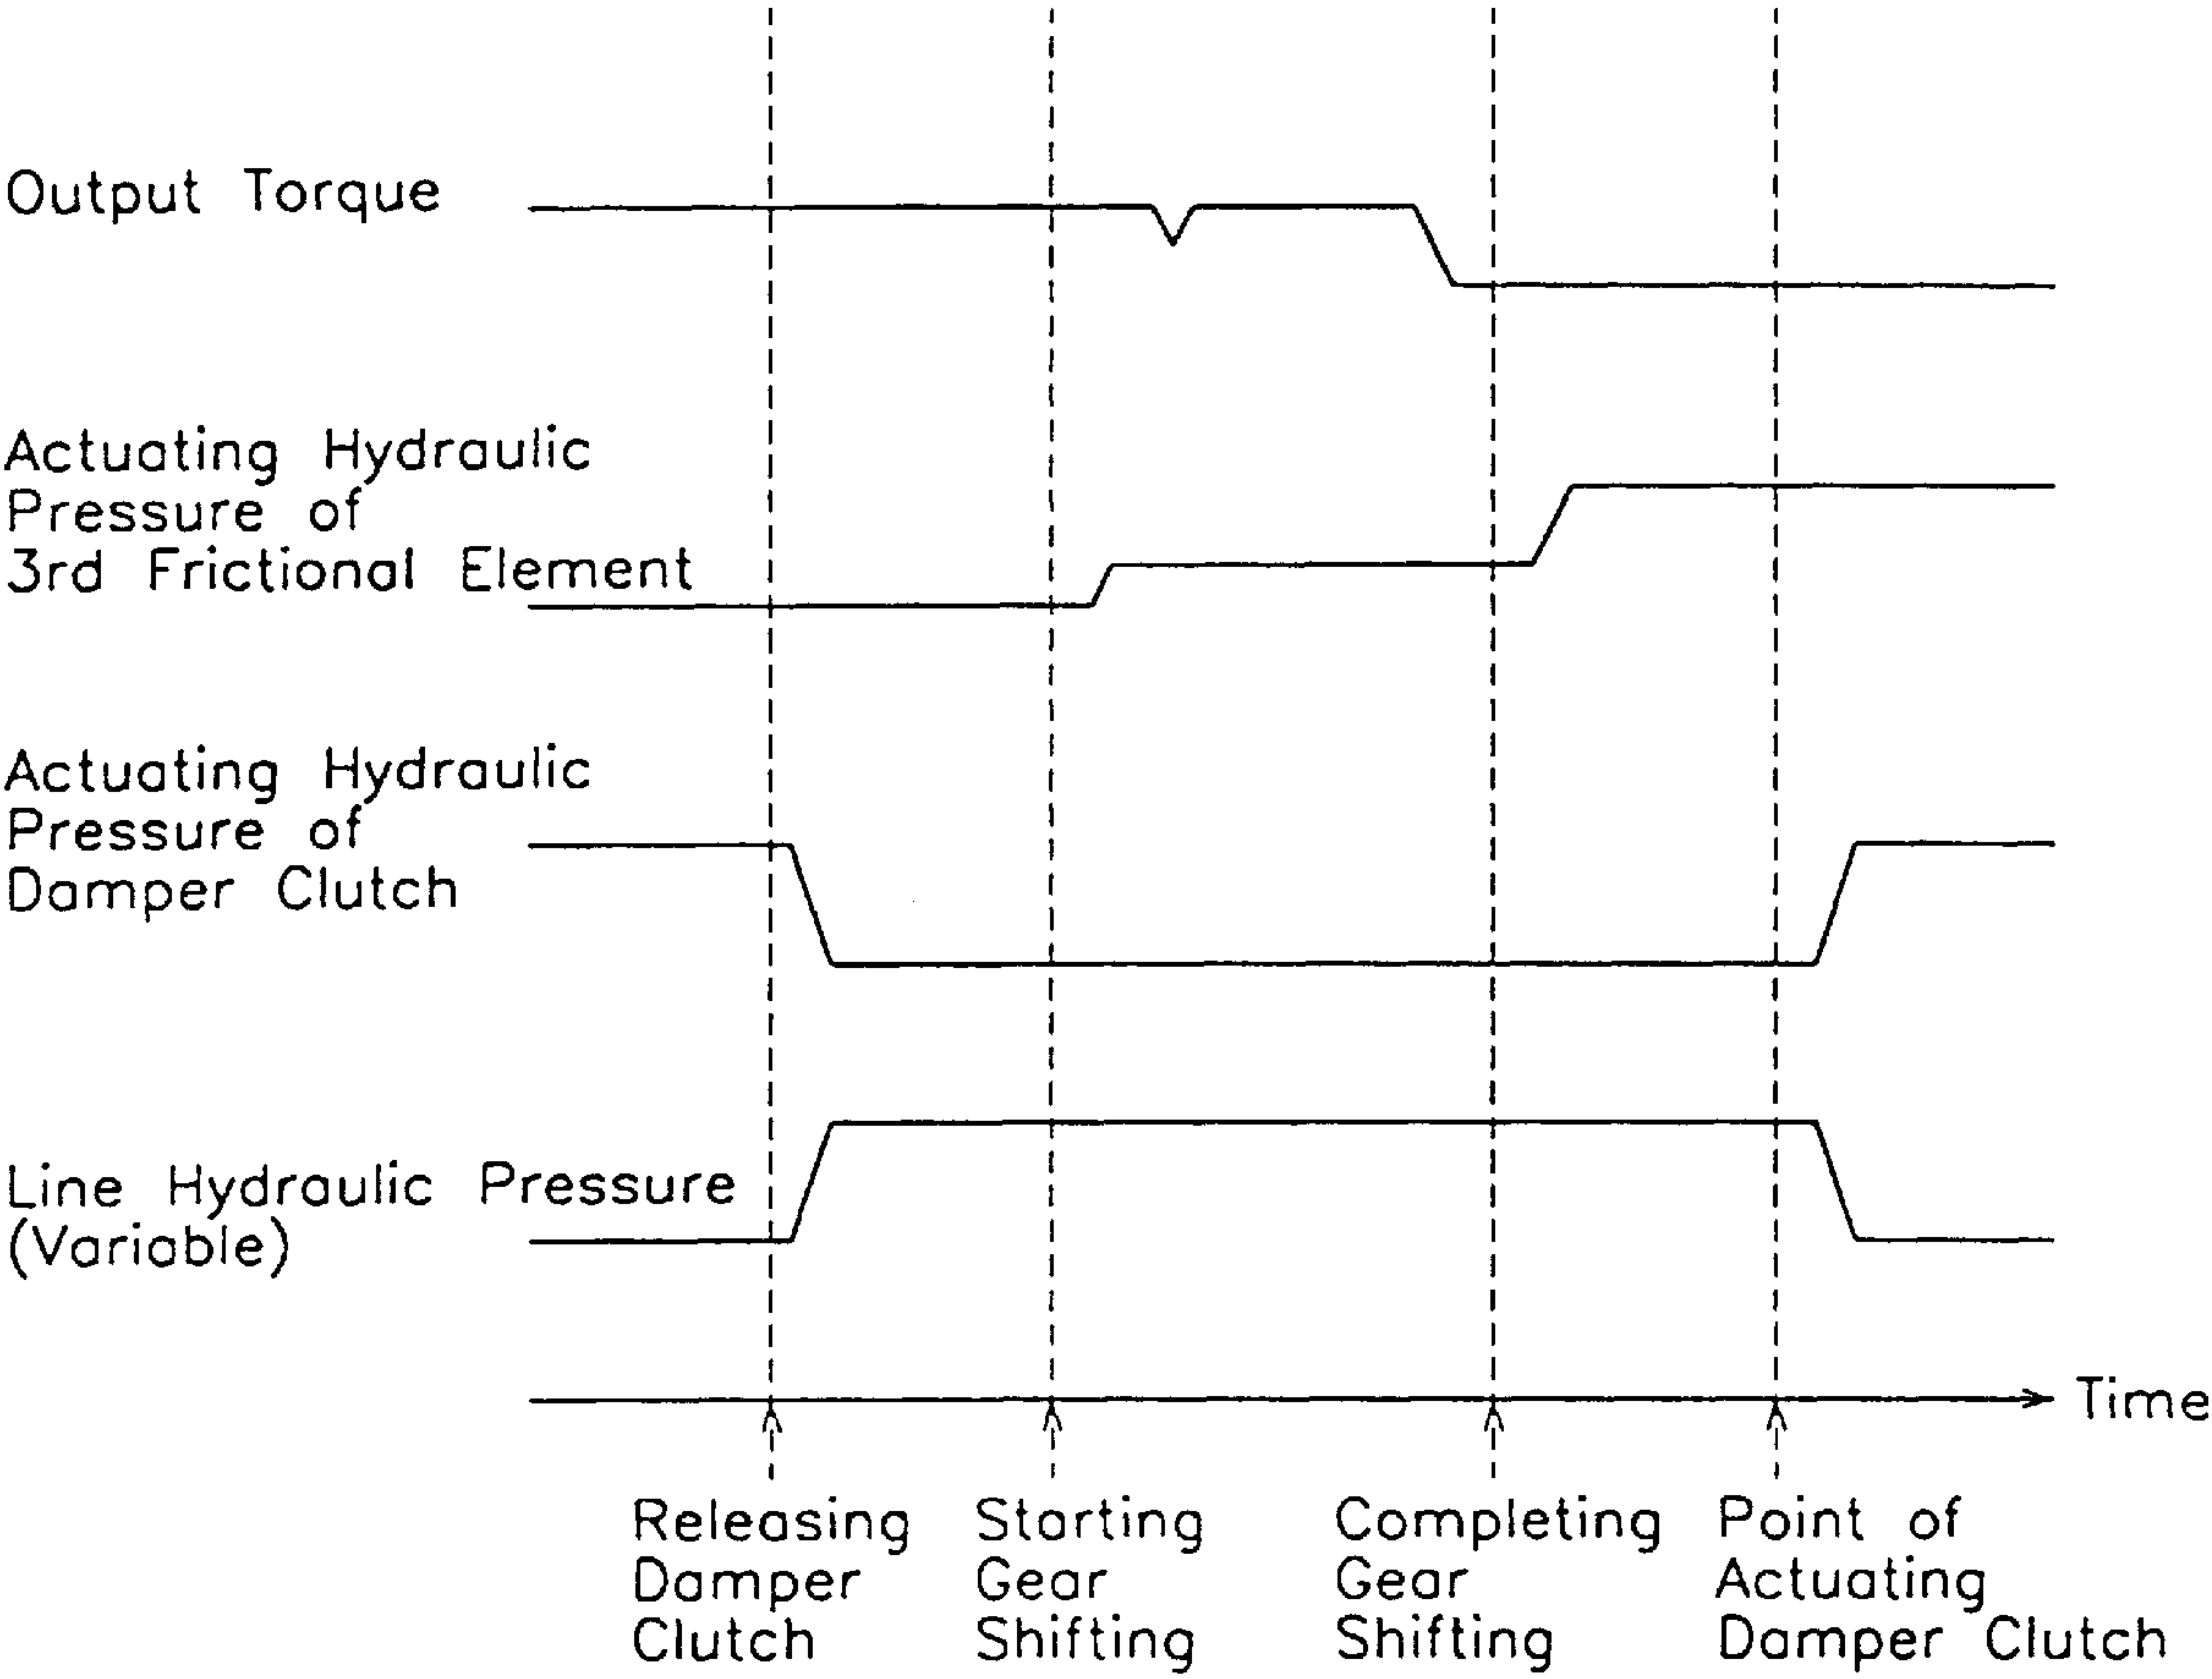 Output Torque
Actuating Hydraulic
Pressure of
3rd Frictional Element
Actuating Hydraulic
Pressure of
Damper Clutch
Line Hydraulic Pressure
(Variable)
Time
Releasing
Damper
Clutch
Starting
Gear
Shifting
Completing
Gear
Shifting
Point of
Actuating
Damper Clutch